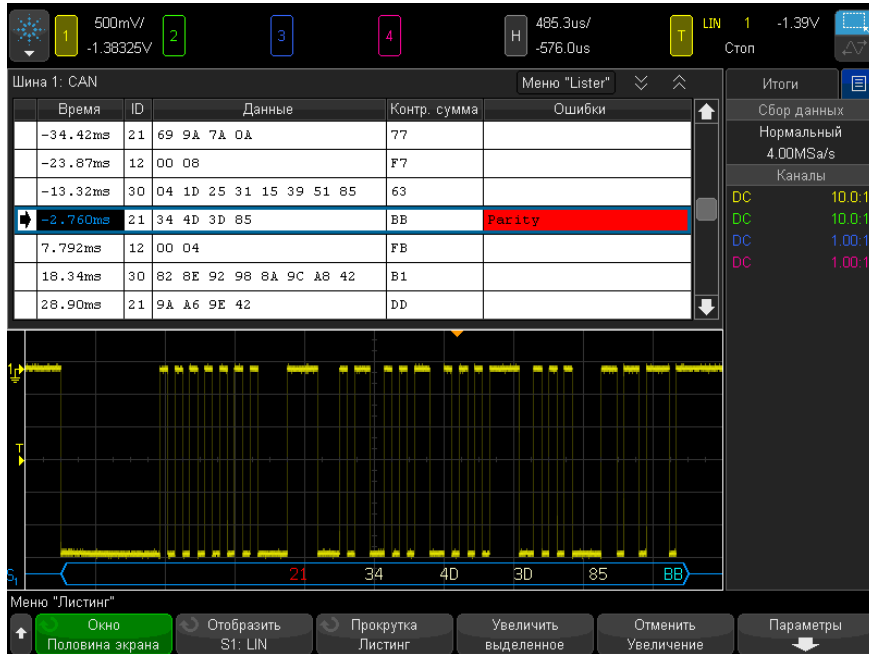 1 500mV/ -1.38325V 2 3 4 H 485.3us/ -576.0us T LIN 1 -1.39V Стоп
Шина 1: CAN Меню "Lister"
Время ID Данные Контр. сумма Ошибки
-34.42ms 21 69 9A 7A 0A 77
-23.87ms 12 00 08 F7
-13.32ms 30 04 1D 25 31 15 39 51 85 63
-2.760ms 21 34 4D 3D 85 BB Parity
7.792ms 12 00 04 FB
18.34ms 30 82 8E 92 98 8A 9C A8 42 B1
28.90ms 21 9A A6 9E 42 DD
Итоги
Сбор данных
Нормальный
4.00MSa/s
Каналы
DC 10.0:1
DC 10.0:1
DC 1.00:1
DC 1.00:1
1
T
S1 21 34 4D 3D 85 BB
Меню "Листинг"
Окно Половина экрана
Отобразить S1: LIN
Прокрутка Листинг
Увеличить выделенное
Отменить Увеличение
Параметры